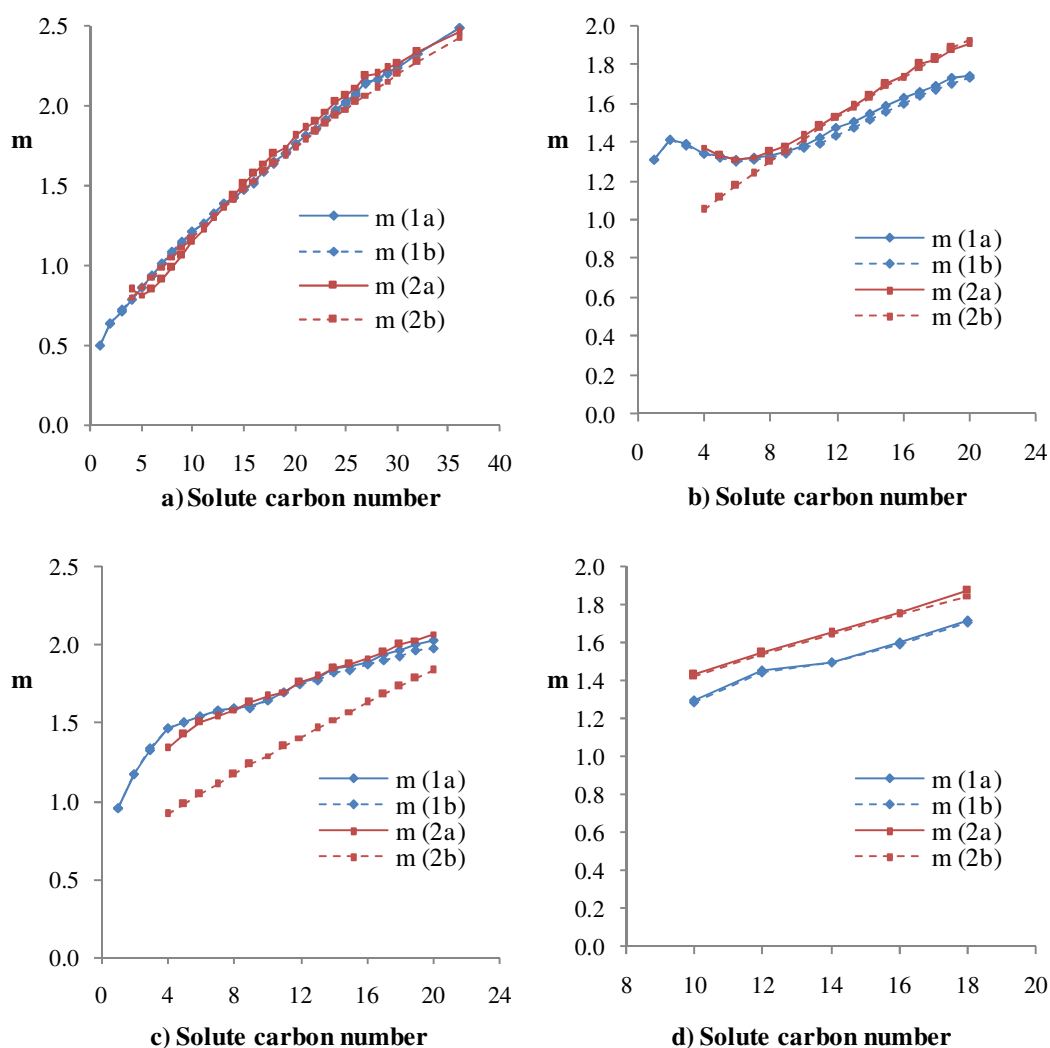 2.5
2.0
m
1.5
1.0
0.5
0.0
m (1a)
m (1b)
m (2a)
m (2b)
0 5 10 15 20 25 30 35 40
a) Solute carbon number
2.0
1.8
1.6
m
1.4
1.2
1.0
0.8
0.6
0.4
0.2
0.0
m (1a)
m (1b)
m (2a)
m (2b)
0 4 8 12 16 20 24
b) Solute carbon number
2.5
2.0
m
1.5
1.0
0.5
0.0
m (1a)
m (1b)
m (2a)
m (2b)
0 4 8 12 16 20 24
c) Solute carbon number
2.0
1.8
1.6
m
1.4
1.2
1.0
0.8
0.6
0.4
0.2
0.0
m (1a)
m (1b)
m (2a)
m (2b)
8 10 12 14 16 18 20
d) Solute carbon number